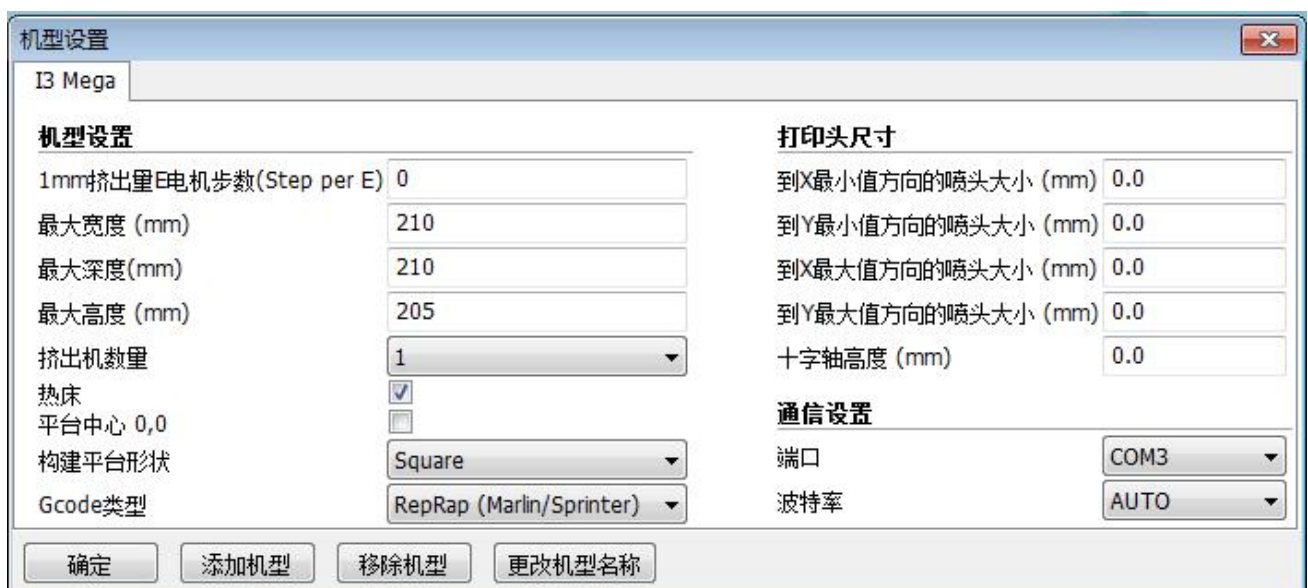 机型设置
I3 Mega
机型设置
1mm挤出量E电机步数(Step per E) 0
最大宽度 (mm) 210
最大深度(mm) 210
最大高度 (mm) 205
挤出机数量 1
热床
平台中心 0,0
构建平台形状 Square
Gcode类型 RepRap (Marlin/Sprinter)
打印头尺寸
到X最小值方向的喷头大小 (mm) 0.0
到Y最小值方向的喷头大小 (mm) 0.0
到X最大值方向的喷头大小 (mm) 0.0
到Y最大值方向的喷头大小 (mm) 0.0
十字轴高度 (mm) 0.0
通信设置
端口 COM3
波特率 AUTO
确定 添加机型 移除机型 更改机型名称